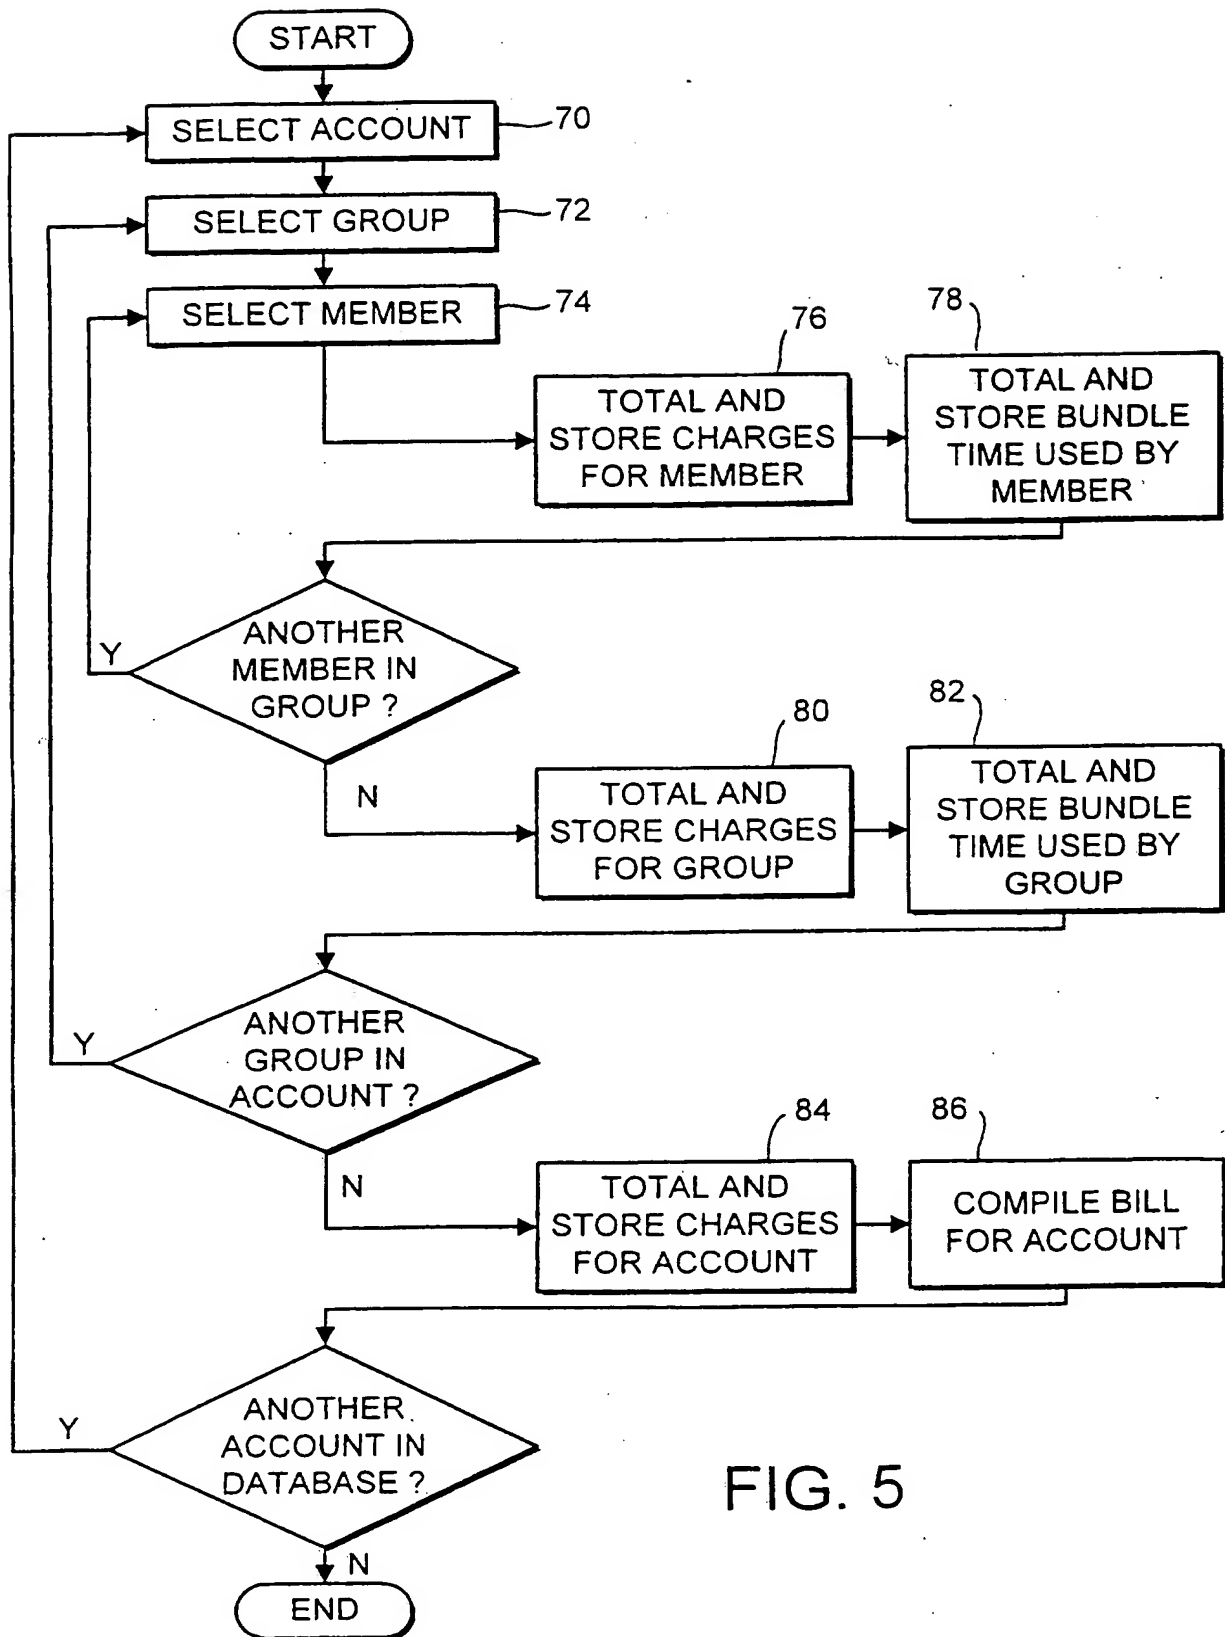 START
SELECT ACCOUNT
70
SELECT GROUP
72
SELECT MEMBER
74
76
TOTAL AND
STORE CHARGES
FOR MEMBER
78
TOTAL AND
STORE BUNDLE
TIME USED BY
MEMBER
ANOTHER
MEMBER IN
GROUP ?
Y
N
80
TOTAL AND
STORE CHARGES
FOR GROUP
82
TOTAL AND
STORE BUNDLE
TIME USED BY
GROUP
ANOTHER
GROUP IN
ACCOUNT ?
Y
N
84
TOTAL AND
STORE CHARGES
FOR ACCOUNT
86
COMPILE BILL
FOR ACCOUNT
ANOTHER
ACCOUNT IN
DATABASE ?
Y
N
END
FIG. 5